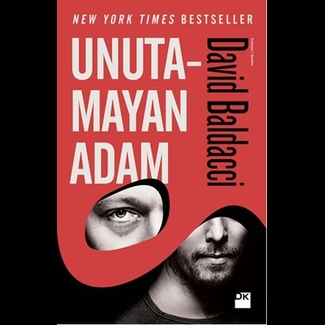 NEW YORK TIMES BESTSELLER
UNUTA-
MAYAN
ADAM
David Baldacci
DK